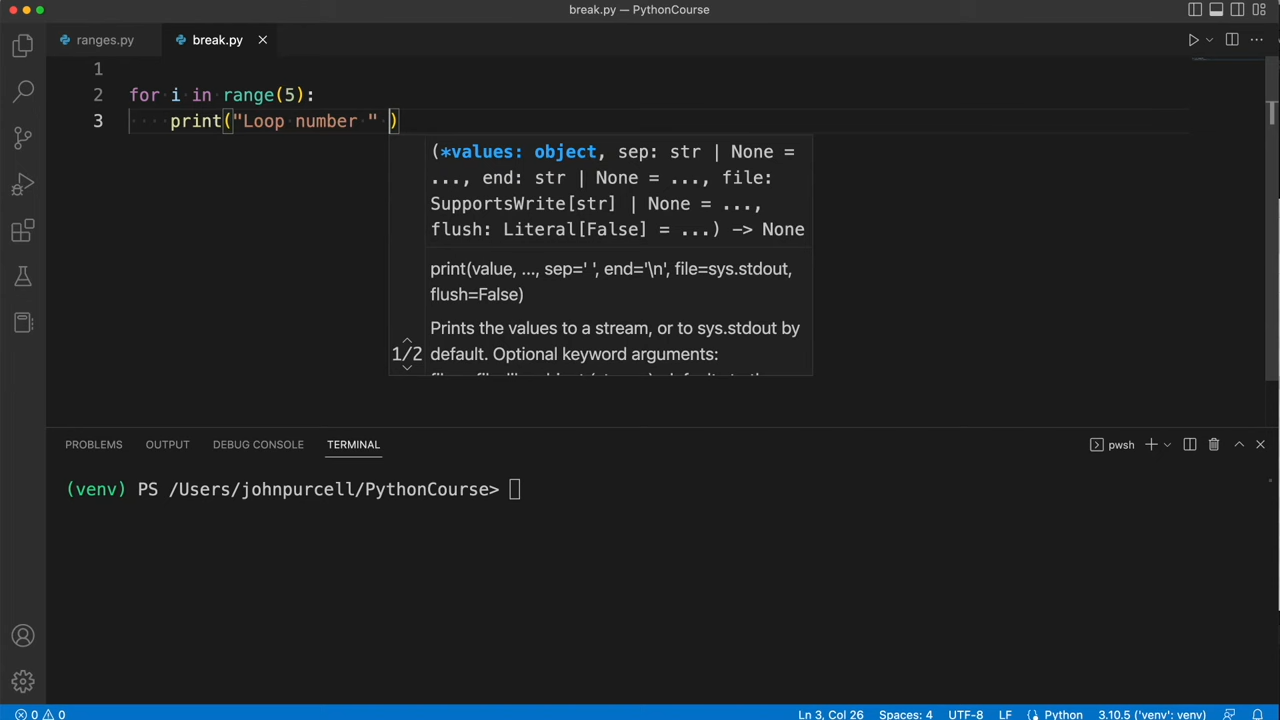 break.py — PythonCourse
ranges.py
break.py
1
2 for i in range(5):
3 print("Loop number " )
(*values: object, sep: str | None =
..., end: str | None = ..., file:
SupportsWrite[str] | None = ...,
flush: Literal[False] = ...) -> None
print(value, ..., sep=' ', end='\n', file=sys.stdout,
flush=False)
Prints the values to a stream, or to sys.stdout by
1/2 default. Optional keyword arguments:
PROBLEMS OUTPUT DEBUG CONSOLE TERMINAL
pwsh
(venv) PS /Users/johnpurcell/PythonCourse>
0 0 Ln 3, Col 26 Spaces: 4 UTF-8 LF Python 3.10.5 ('venv': venv)